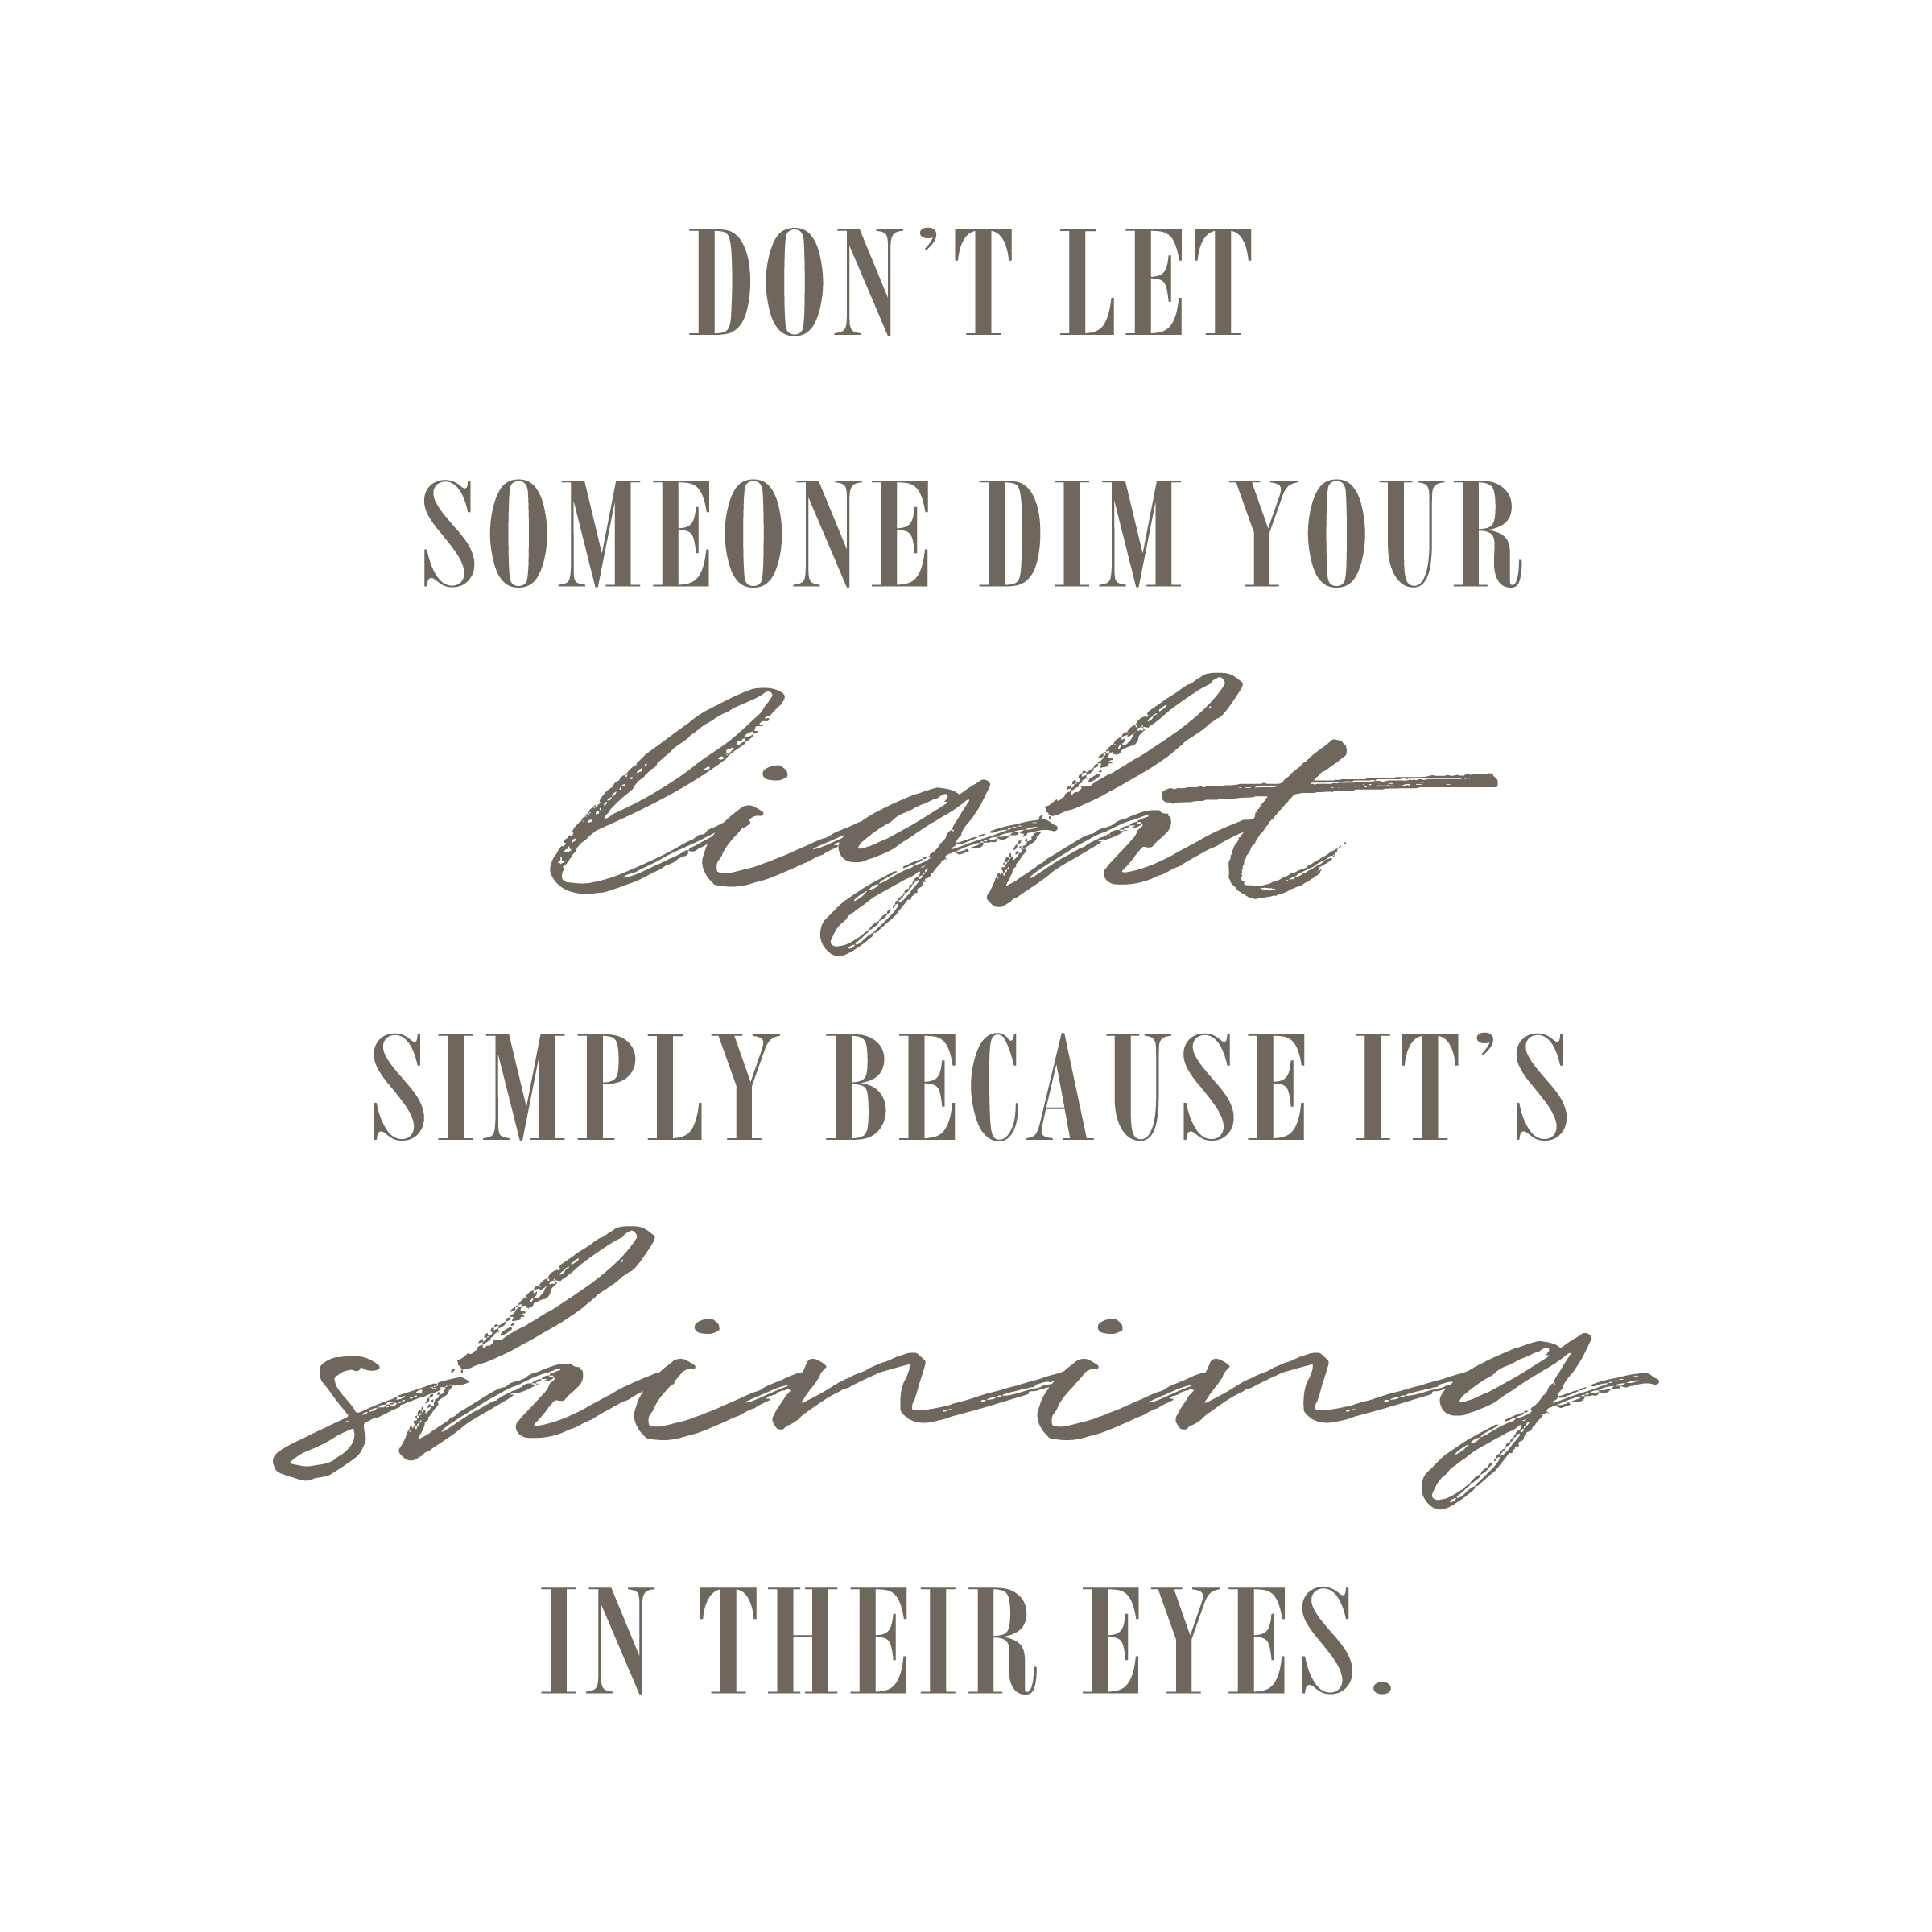 DON'T LET
SOMEONE DIM YOUR
light
SIMPLY BECAUSE IT'S
shining
IN THEIR EYES.